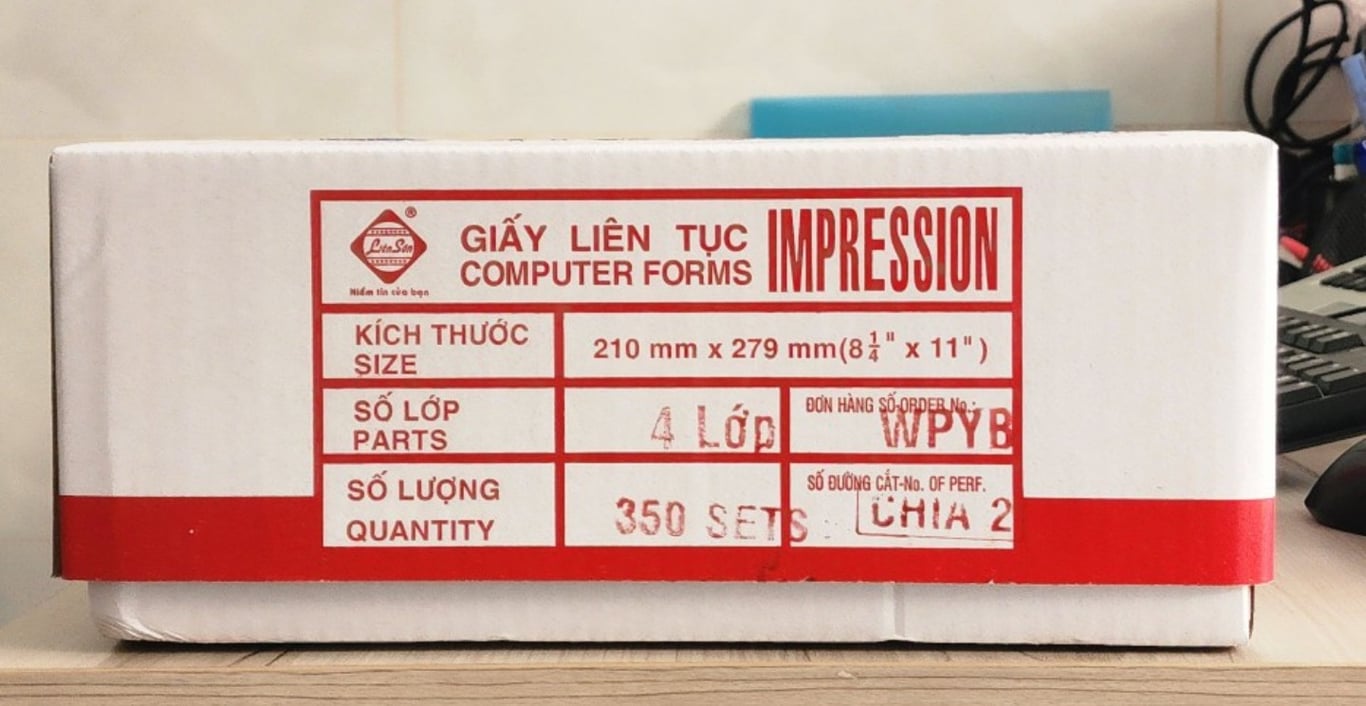 ®
Liên Sơn
Niềm tin của bạn
GIẤY LIÊN TỤC
COMPUTER FORMS
IMPRESSION
KÍCH THƯỚC
SIZE
210 mm x 279 mm(8 1/4" x 11")
SỐ LỚP
PARTS
4 Lớp
ĐƠN HÀNG SỐ-ORDER No.:
WPYB
SỐ LƯỢNG
QUANTITY
350 SETS
SỐ ĐƯỜNG CẮT-No. OF PERF.
CHIA 2